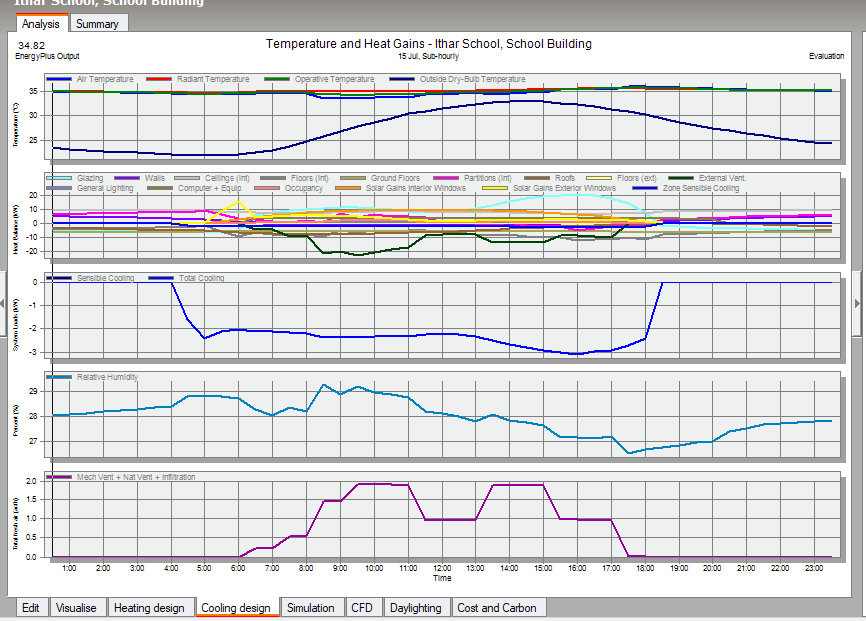 Ithar School, School Building
Analysis Summary
34.82 Temperature and Heat Gains - Ithar School, School Building
EnergyPlus Output 15 Jul, Sub-hourly Evaluation
Air Temperature Radiant Temperature Operative Temperature Outside Dry-Bulb Temperature
Temperature (°C)
35
30
25
Glazing Walls Ceilings (int) Floors (int) Ground Floors Partitions (int) Roofs Floors (ext) External Vent.
General Lighting Computer + Equip Occupancy Solar Gains Interior Windows Solar Gains Exterior Windows Zone Sensible Cooling
Heat Balance (kW)
20
10
0
-10
-20
Sensible Cooling Total Cooling
System Loads (kW)
0
-1
-2
-3
Relative Humidity
Percent (%)
29
28
27
Mech Vent + Nat Vent + Infiltration
Total fresh air (ac/h)
2.0
1.5
1.0
0.5
0.0
1:00 2:00 3:00 4:00 5:00 6:00 7:00 8:00 9:00 10:00 11:00 12:00 13:00 14:00 15:00 16:00 17:00 18:00 19:00 20:00 21:00 22:00 23:00
Time
Edit Visualise Heating design Cooling design Simulation CFD Daylighting Cost and Carbon